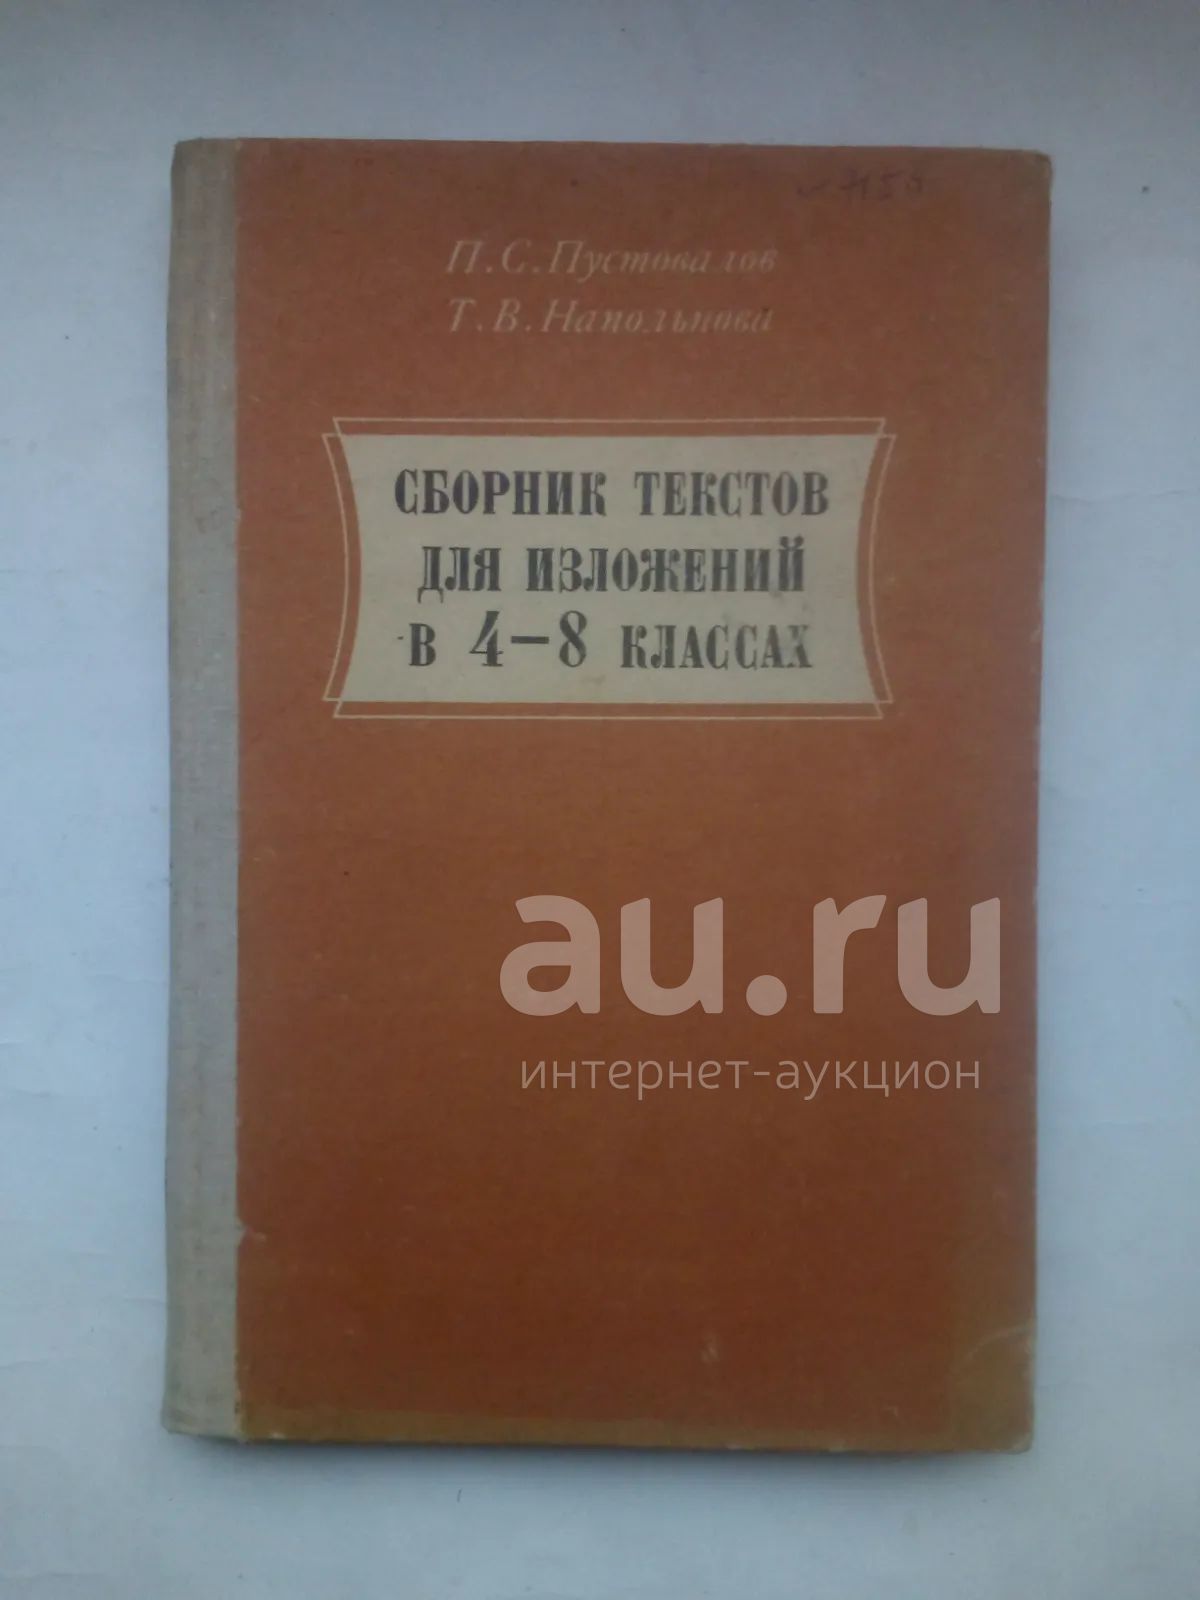 П. С. Пустовалов
Т. В. Напольнова
СБОРНИК ТЕКСТОВ
ДЛЯ ИЗЛОЖЕНИЙ
В 4–8 КЛАССАХ
au.ru
интернет-аукцион